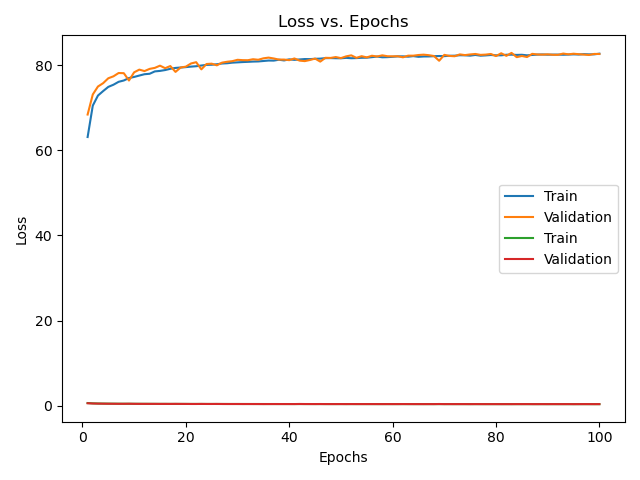 Loss vs. Epochs
80
60
40
20
0
Loss
Train
Validation
Train
Validation
0 20 40 60 80 100
Epochs